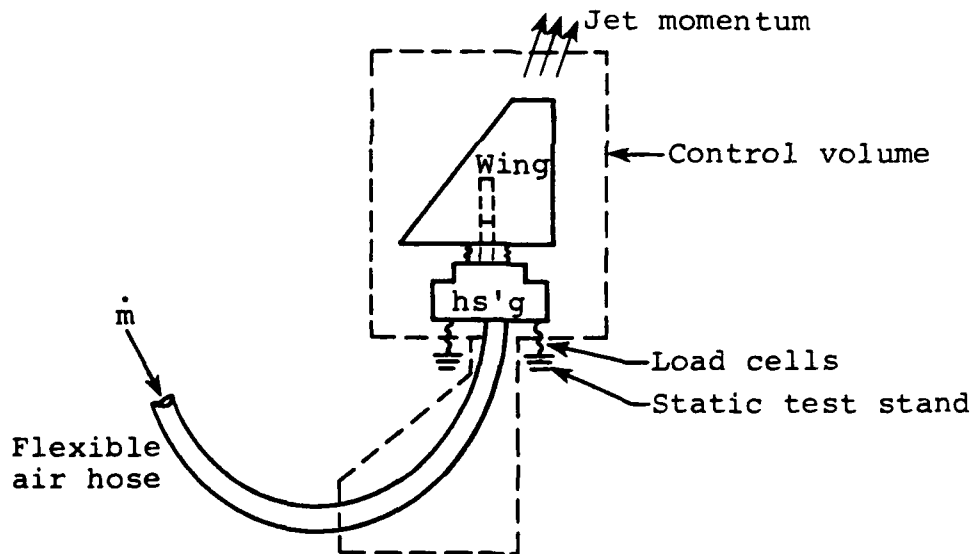 Jet momentum
Wing
Control volume
hs'g
ṁ
Load cells
Static test stand
Flexible
air hose